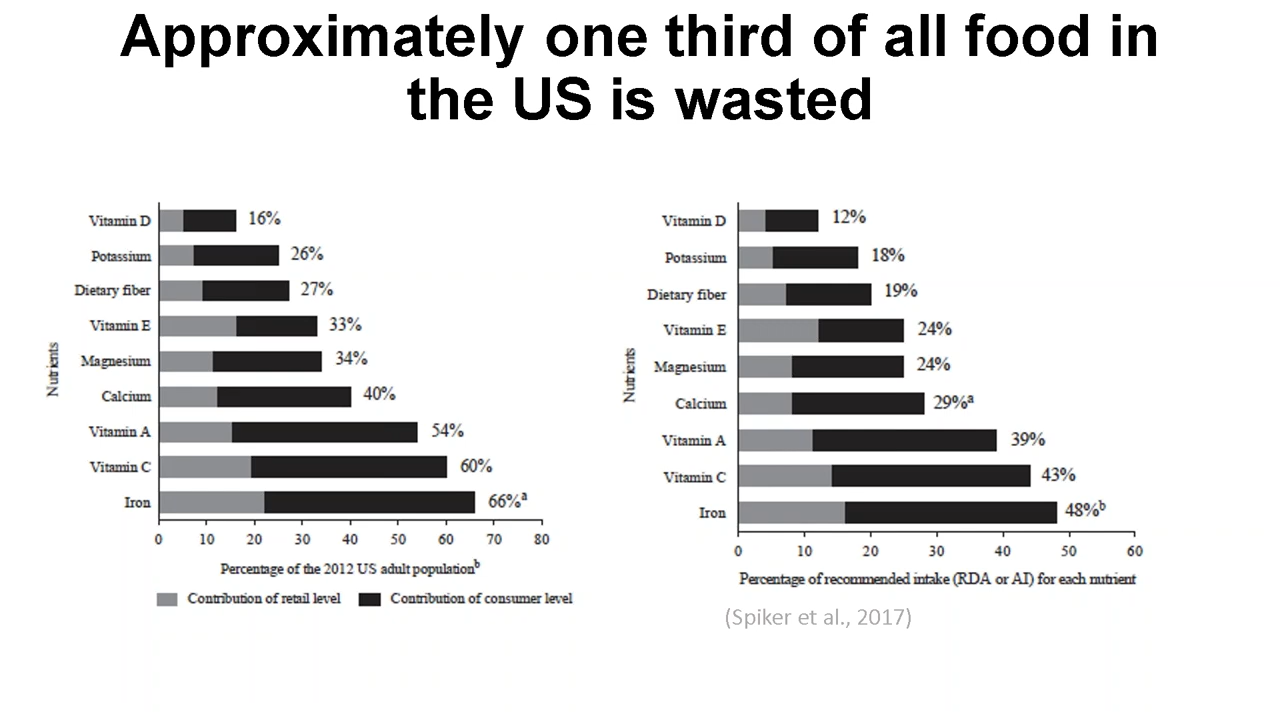 Approximately one third of all food in
the US is wasted
Nutrients
Vitamin D 16%
Potassium 26%
Dietary fiber 27%
Vitamin E 33%
Magnesium 34%
Calcium 40%
Vitamin A 54%
Vitamin C 60%
Iron 66%a
0 10 20 30 40 50 60 70 80
Percentage of the 2012 US adult populationb
Contribution of retail level Contribution of consumer level
Nutrients
Vitamin D 12%
Potassium 18%
Dietary fiber 19%
Vitamin E 24%
Magnesium 24%
Calcium 29%a
Vitamin A 39%
Vitamin C 43%
Iron 48%b
0 10 20 30 40 50 60
Percentage of recommended intake (RDA or AI) for each nutrient
(Spiker et al., 2017)